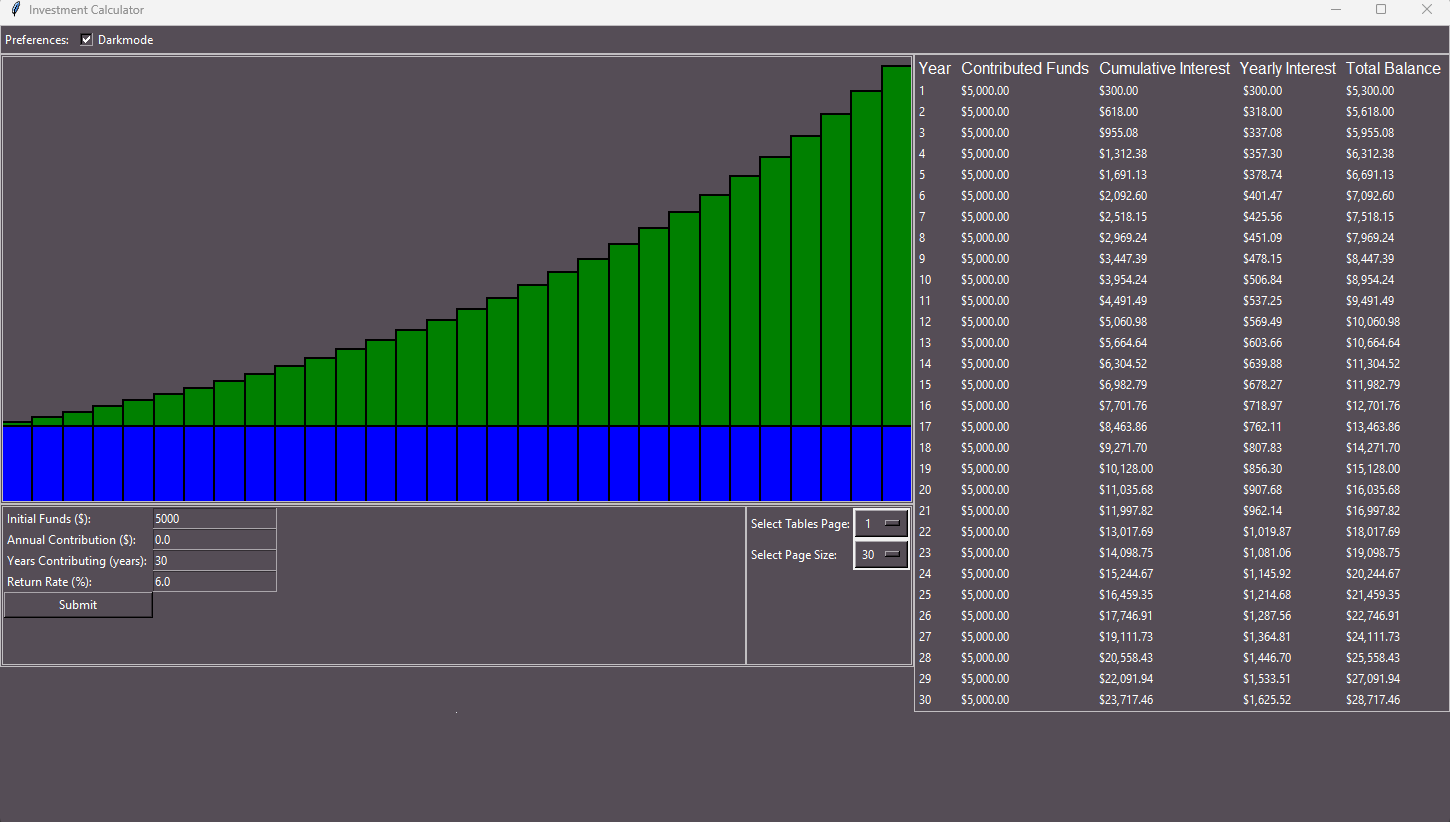 Investment Calculator
Preferences: Darkmode
Initial Funds ($): 5000
Annual Contribution ($): 0.0
Years Contributing (years): 30
Return Rate (%): 6.0
Submit
Select Tables Page: 1
Select Page Size: 30
Year Contributed Funds Cumulative Interest Yearly Interest Total Balance
1 $5,000.00 $300.00 $300.00 $5,300.00
2 $5,000.00 $618.00 $318.00 $5,618.00
3 $5,000.00 $955.08 $337.08 $5,955.08
4 $5,000.00 $1,312.38 $357.30 $6,312.38
5 $5,000.00 $1,691.13 $378.74 $6,691.13
6 $5,000.00 $2,092.60 $401.47 $7,092.60
7 $5,000.00 $2,518.15 $425.56 $7,518.15
8 $5,000.00 $2,969.24 $451.09 $7,969.24
9 $5,000.00 $3,447.39 $478.15 $8,447.39
10 $5,000.00 $3,954.24 $506.84 $8,954.24
11 $5,000.00 $4,491.49 $537.25 $9,491.49
12 $5,000.00 $5,060.98 $569.49 $10,060.98
13 $5,000.00 $5,664.64 $603.66 $10,664.64
14 $5,000.00 $6,304.52 $639.88 $11,304.52
15 $5,000.00 $6,982.79 $678.27 $11,982.79
16 $5,000.00 $7,701.76 $718.97 $12,701.76
17 $5,000.00 $8,463.86 $762.11 $13,463.86
18 $5,000.00 $9,271.70 $807.83 $14,271.70
19 $5,000.00 $10,128.00 $856.30 $15,128.00
20 $5,000.00 $11,035.68 $907.68 $16,035.68
21 $5,000.00 $11,997.82 $962.14 $16,997.82
22 $5,000.00 $13,017.69 $1,019.87 $18,017.69
23 $5,000.00 $14,098.75 $1,081.06 $19,098.75
24 $5,000.00 $15,244.67 $1,145.92 $20,244.67
25 $5,000.00 $16,459.35 $1,214.68 $21,459.35
26 $5,000.00 $17,746.91 $1,287.56 $22,746.91
27 $5,000.00 $19,111.73 $1,364.81 $24,111.73
28 $5,000.00 $20,558.43 $1,446.70 $25,558.43
29 $5,000.00 $22,091.94 $1,533.51 $27,091.94
30 $5,000.00 $23,717.46 $1,625.52 $28,717.46